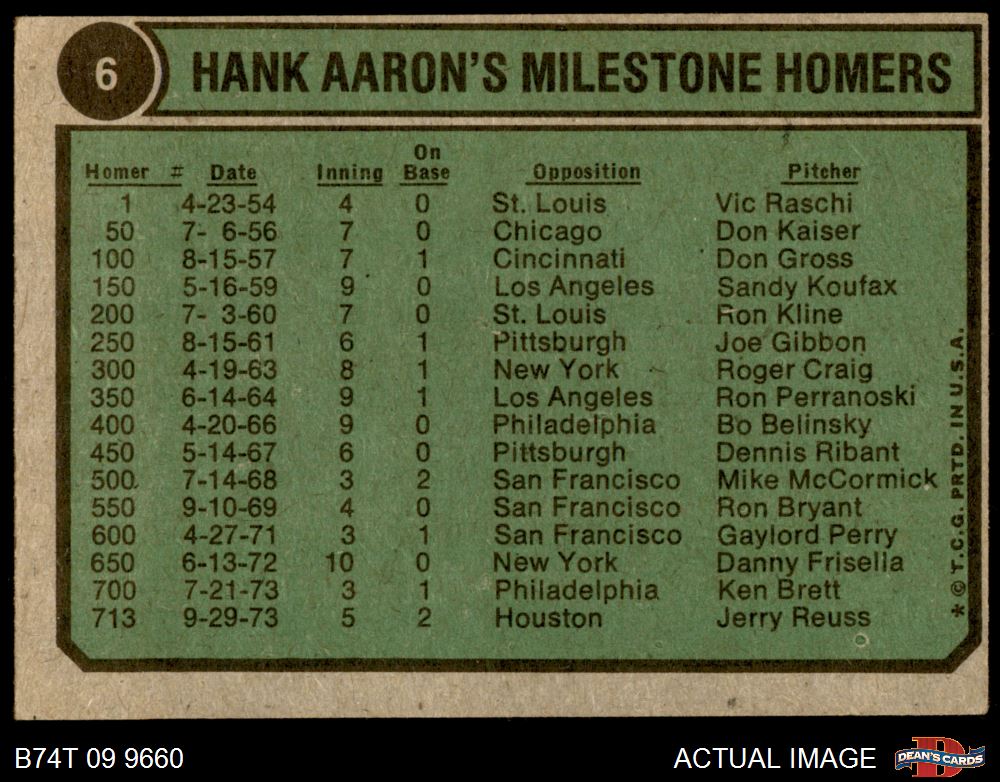 6 HANK AARON'S MILESTONE HOMERS
On
Homer # Date Inning Base Opposition Pitcher
1 4-23-54 4 0 St. Louis Vic Raschi
50 7- 6-56 7 0 Chicago Don Kaiser
100 8-15-57 7 1 Cincinnati Don Gross
150 5-16-59 9 0 Los Angeles Sandy Koufax
200 7- 3-60 7 0 St. Louis Ron Kline
250 8-15-61 6 1 Pittsburgh Joe Gibbon
300 4-19-63 8 1 New York Roger Craig
350 6-14-64 9 1 Los Angeles Ron Perranoski
400 4-20-66 9 0 Philadelphia Bo Belinsky
450 5-14-67 6 0 Pittsburgh Dennis Ribant
500 7-14-68 3 2 San Francisco Mike McCormick
550 9-10-69 4 0 San Francisco Ron Bryant
600 4-27-71 3 1 San Francisco Gaylord Perry
650 6-13-72 10 0 New York Danny Frisella
700 7-21-73 3 1 Philadelphia Ken Brett
713 9-29-73 5 2 Houston Jerry Reuss
* © T.C.G. PRTD. IN U.S.A.
B74T 09 9660 ACTUAL IMAGE D DEAN'S CARDS